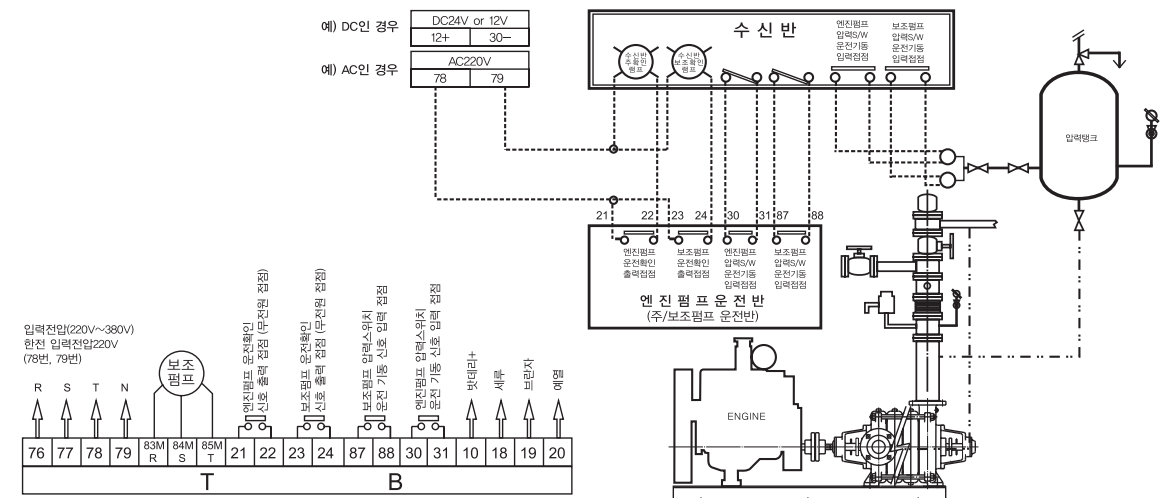 예) DC인 경우
DC24V or 12V
12+ 30-
예) AC인 경우
AC220V
78 79
수 신 반
수신반
주확인
램프
수신반
보조확인
램프
엔진펌프
압력S/W
운전기동
입력접점
보조펌프
압력S/W
운전기동
입력접점
압력탱크
21 22 23 24 30 31 87 88
엔진펌프
운전확인
출력접점
보조펌프
운전확인
출력접점
엔진펌프
압력S/W
운전기동
입력접점
보조펌프
압력S/W
운전기동
입력접점
엔 진 펌 프 운 전 반
(주/보조펌프 운전반)
ENGINE
입력전압(220V~380V)
한전 입력전압220V
(78번, 79번)
R S T N
보조
펌프
엔진펌프 운전확인
신호 출력 접점 (무전원 접점)
보조펌프 운전확인
신호 출력 접점 (무전원 접점)
보조펌프 압력스위치
운전 기동 신호 입력 접점
엔진펌프 압력스위치
운전 기동 신호 입력 접점
밧데리+
세루
브란자
예열
76 77 78 79 83M R 84M S 85M T 21 22 23 24 87 88 30 31 10 18 19 20
T B